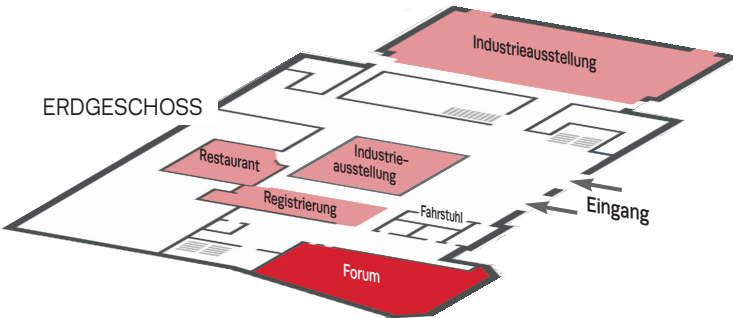 Industrieausstellung
ERDGESCHOSS
Restaurant
Industrie-
ausstellung
Registrierung
Fahrstuhl
Eingang
Forum